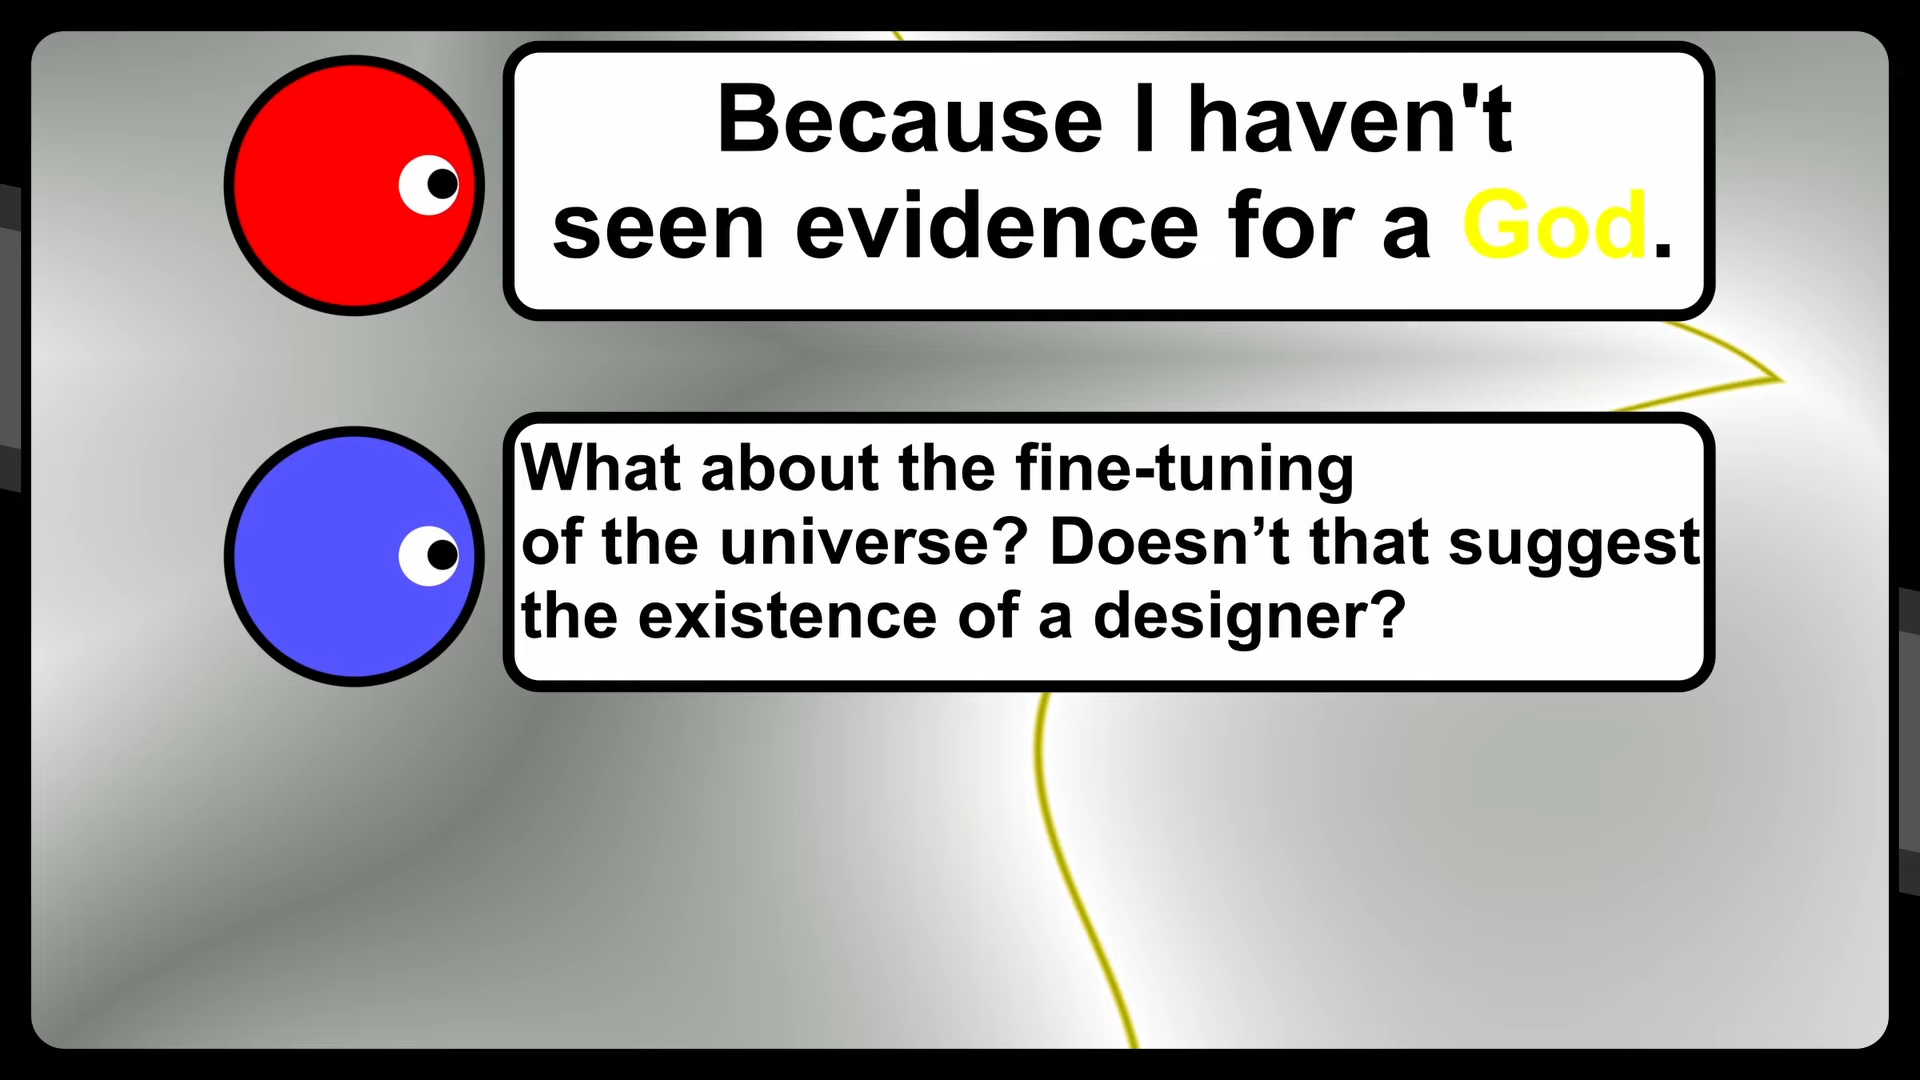 Because I haven't
seen evidence for a God.
What about the fine-tuning
of the universe? Doesn’t that suggest
the existence of a designer?